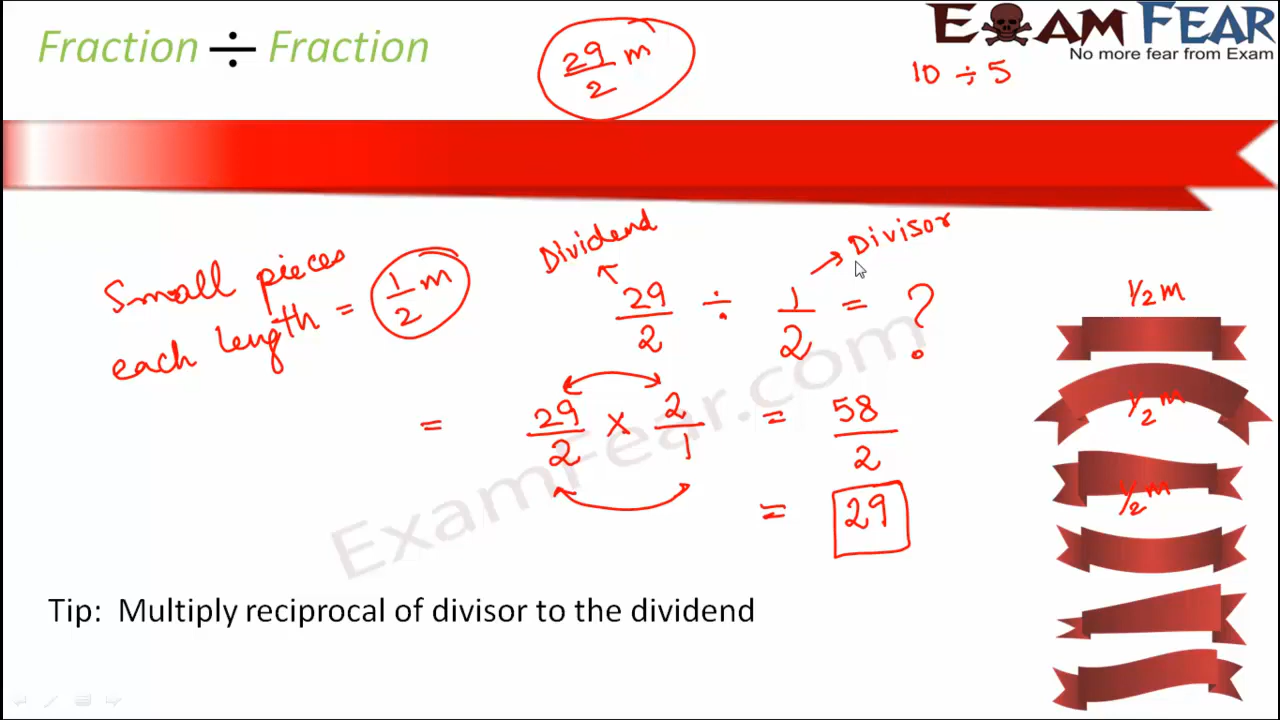 Fraction ÷ Fraction
29/2 m
EXAM FEAR
No more fear from Exam
10 ÷ 5
Small pieces
each length = 1/2 m
Dividend
→ Divisor
29/2 ÷ 1/2 = ?
= 29/2 × 2/1 = 58/2
= 29
1/2 m
1/2 m
1/2 m
ExamFear.com
Tip: Multiply reciprocal of divisor to the dividend